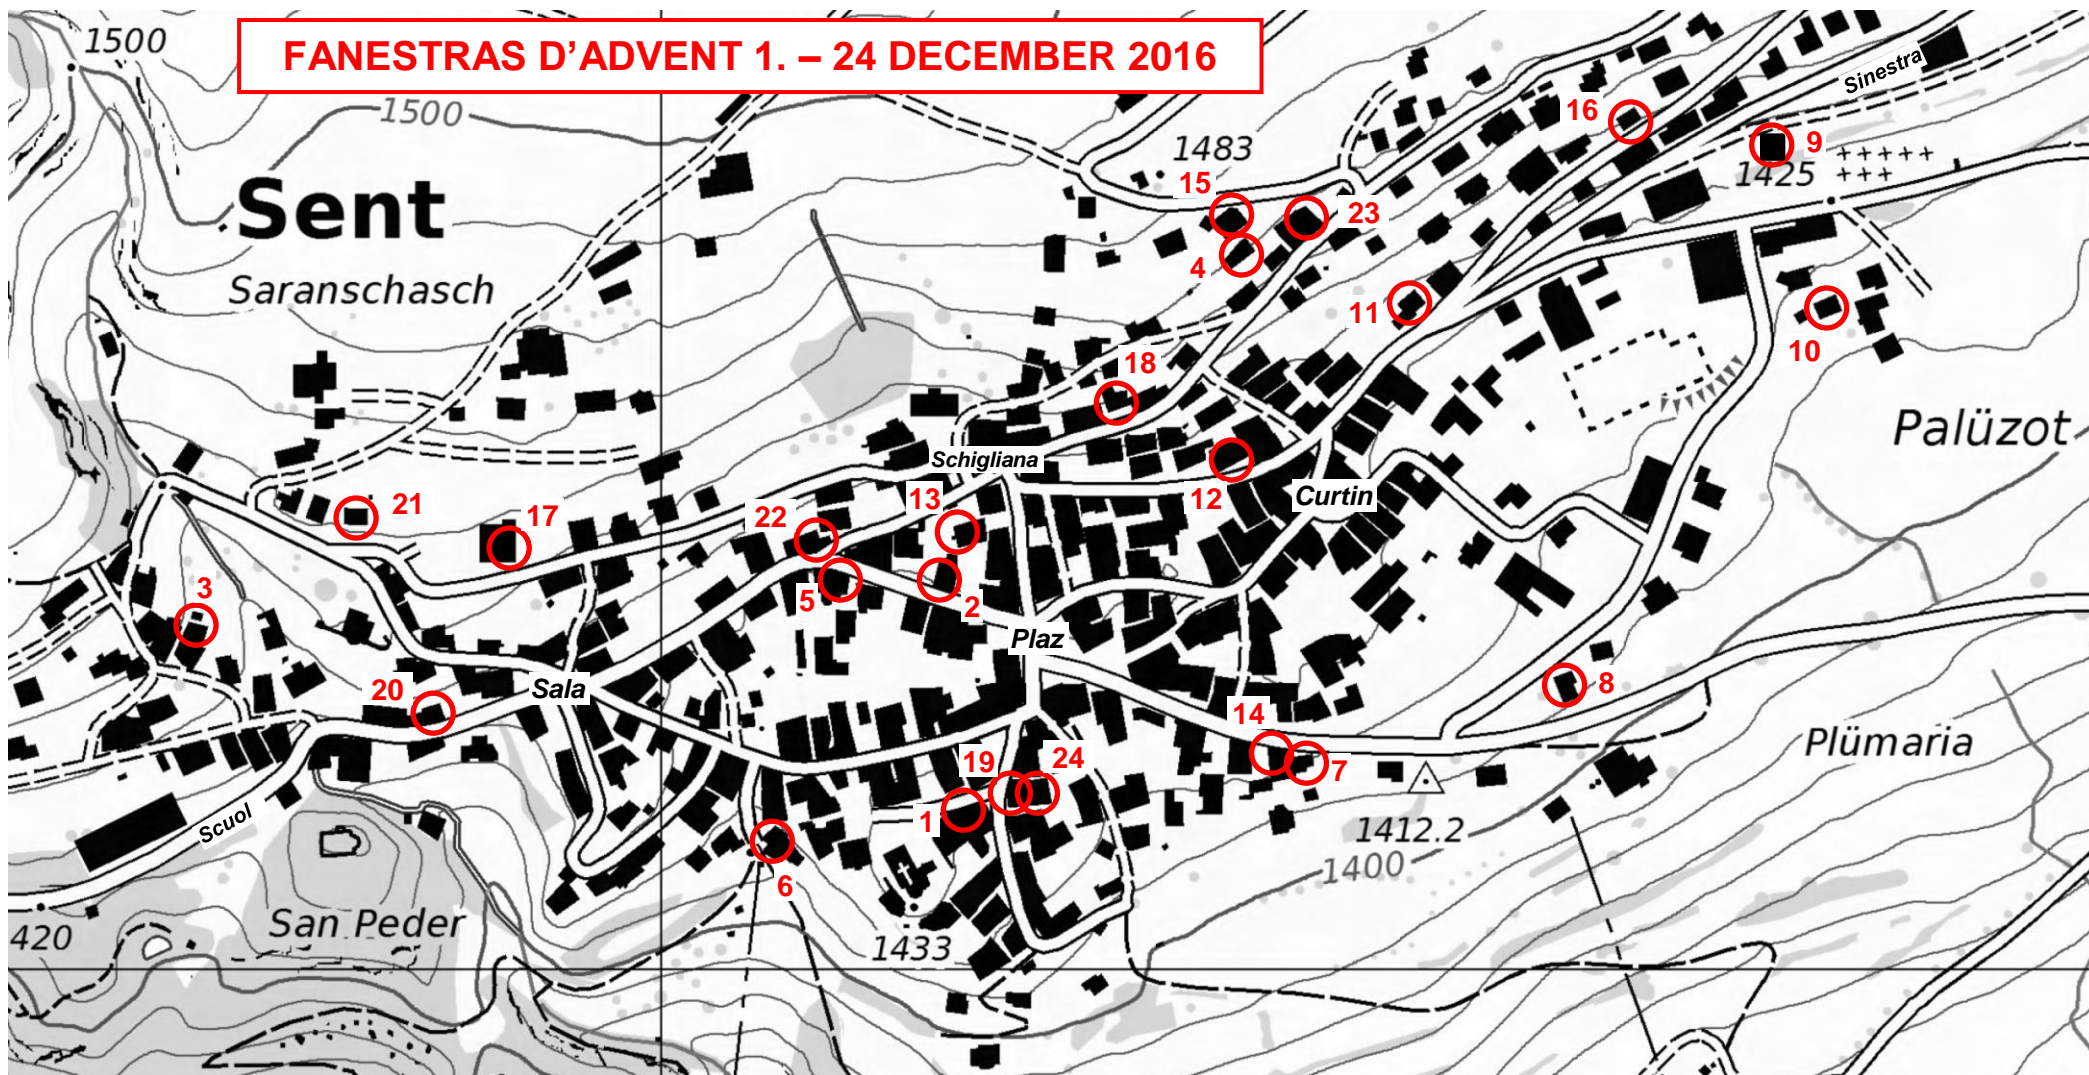 1500
FANESTRAS D’ADVENT 1. – 24 DECEMBER 2016
Sinestra
1500
16
9
1483
1425
15
23
Sent
4
Saranschasch
11
10
18
Palüzot
Schigliana
13
12
Curtin
21
17
22
3
5
2
Plaz
20
Sala
8
14
Plümaria
19
24
7
1
Scuol
1412.2
1400
6
San Peder
420
1433